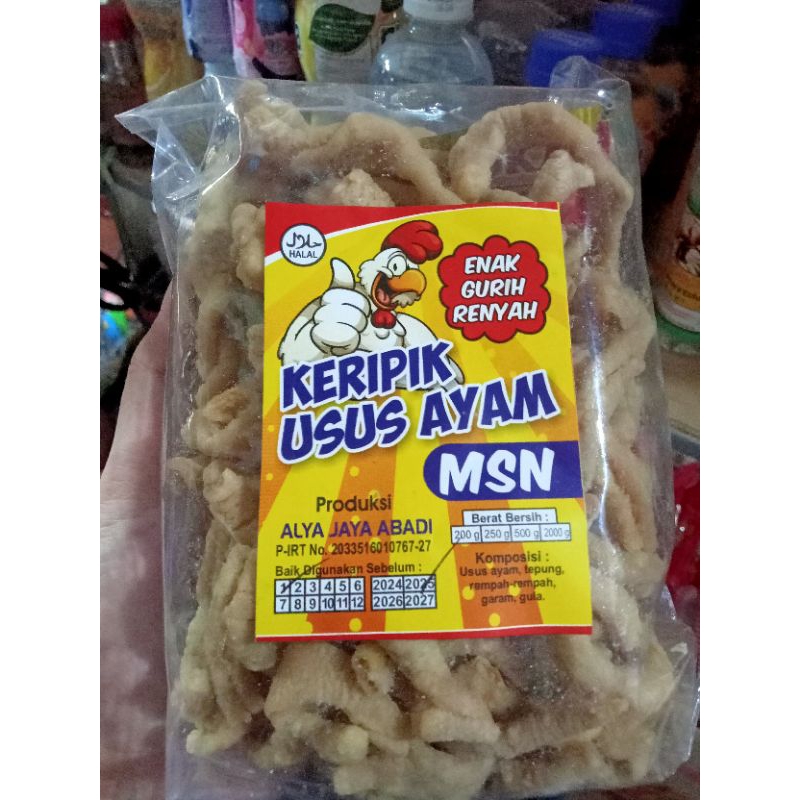 حلال
HALAL
ENAK
GURIH
RENYAH
KERIPIK
USUS AYAM
MSN
Produksi
ALYA JAYA ABADI
P-IRT No. 2033516010767-27
Baik Digunakan Sebelum :
1 2 3 4 5 6 2024 2025
7 8 9 10 11 12 2026 2027
Berat Bersih :
200 g 250 g 500 g 2000 g
Komposisi :
Usus ayam, tepung,
rempah-rempah,
garam, gula.